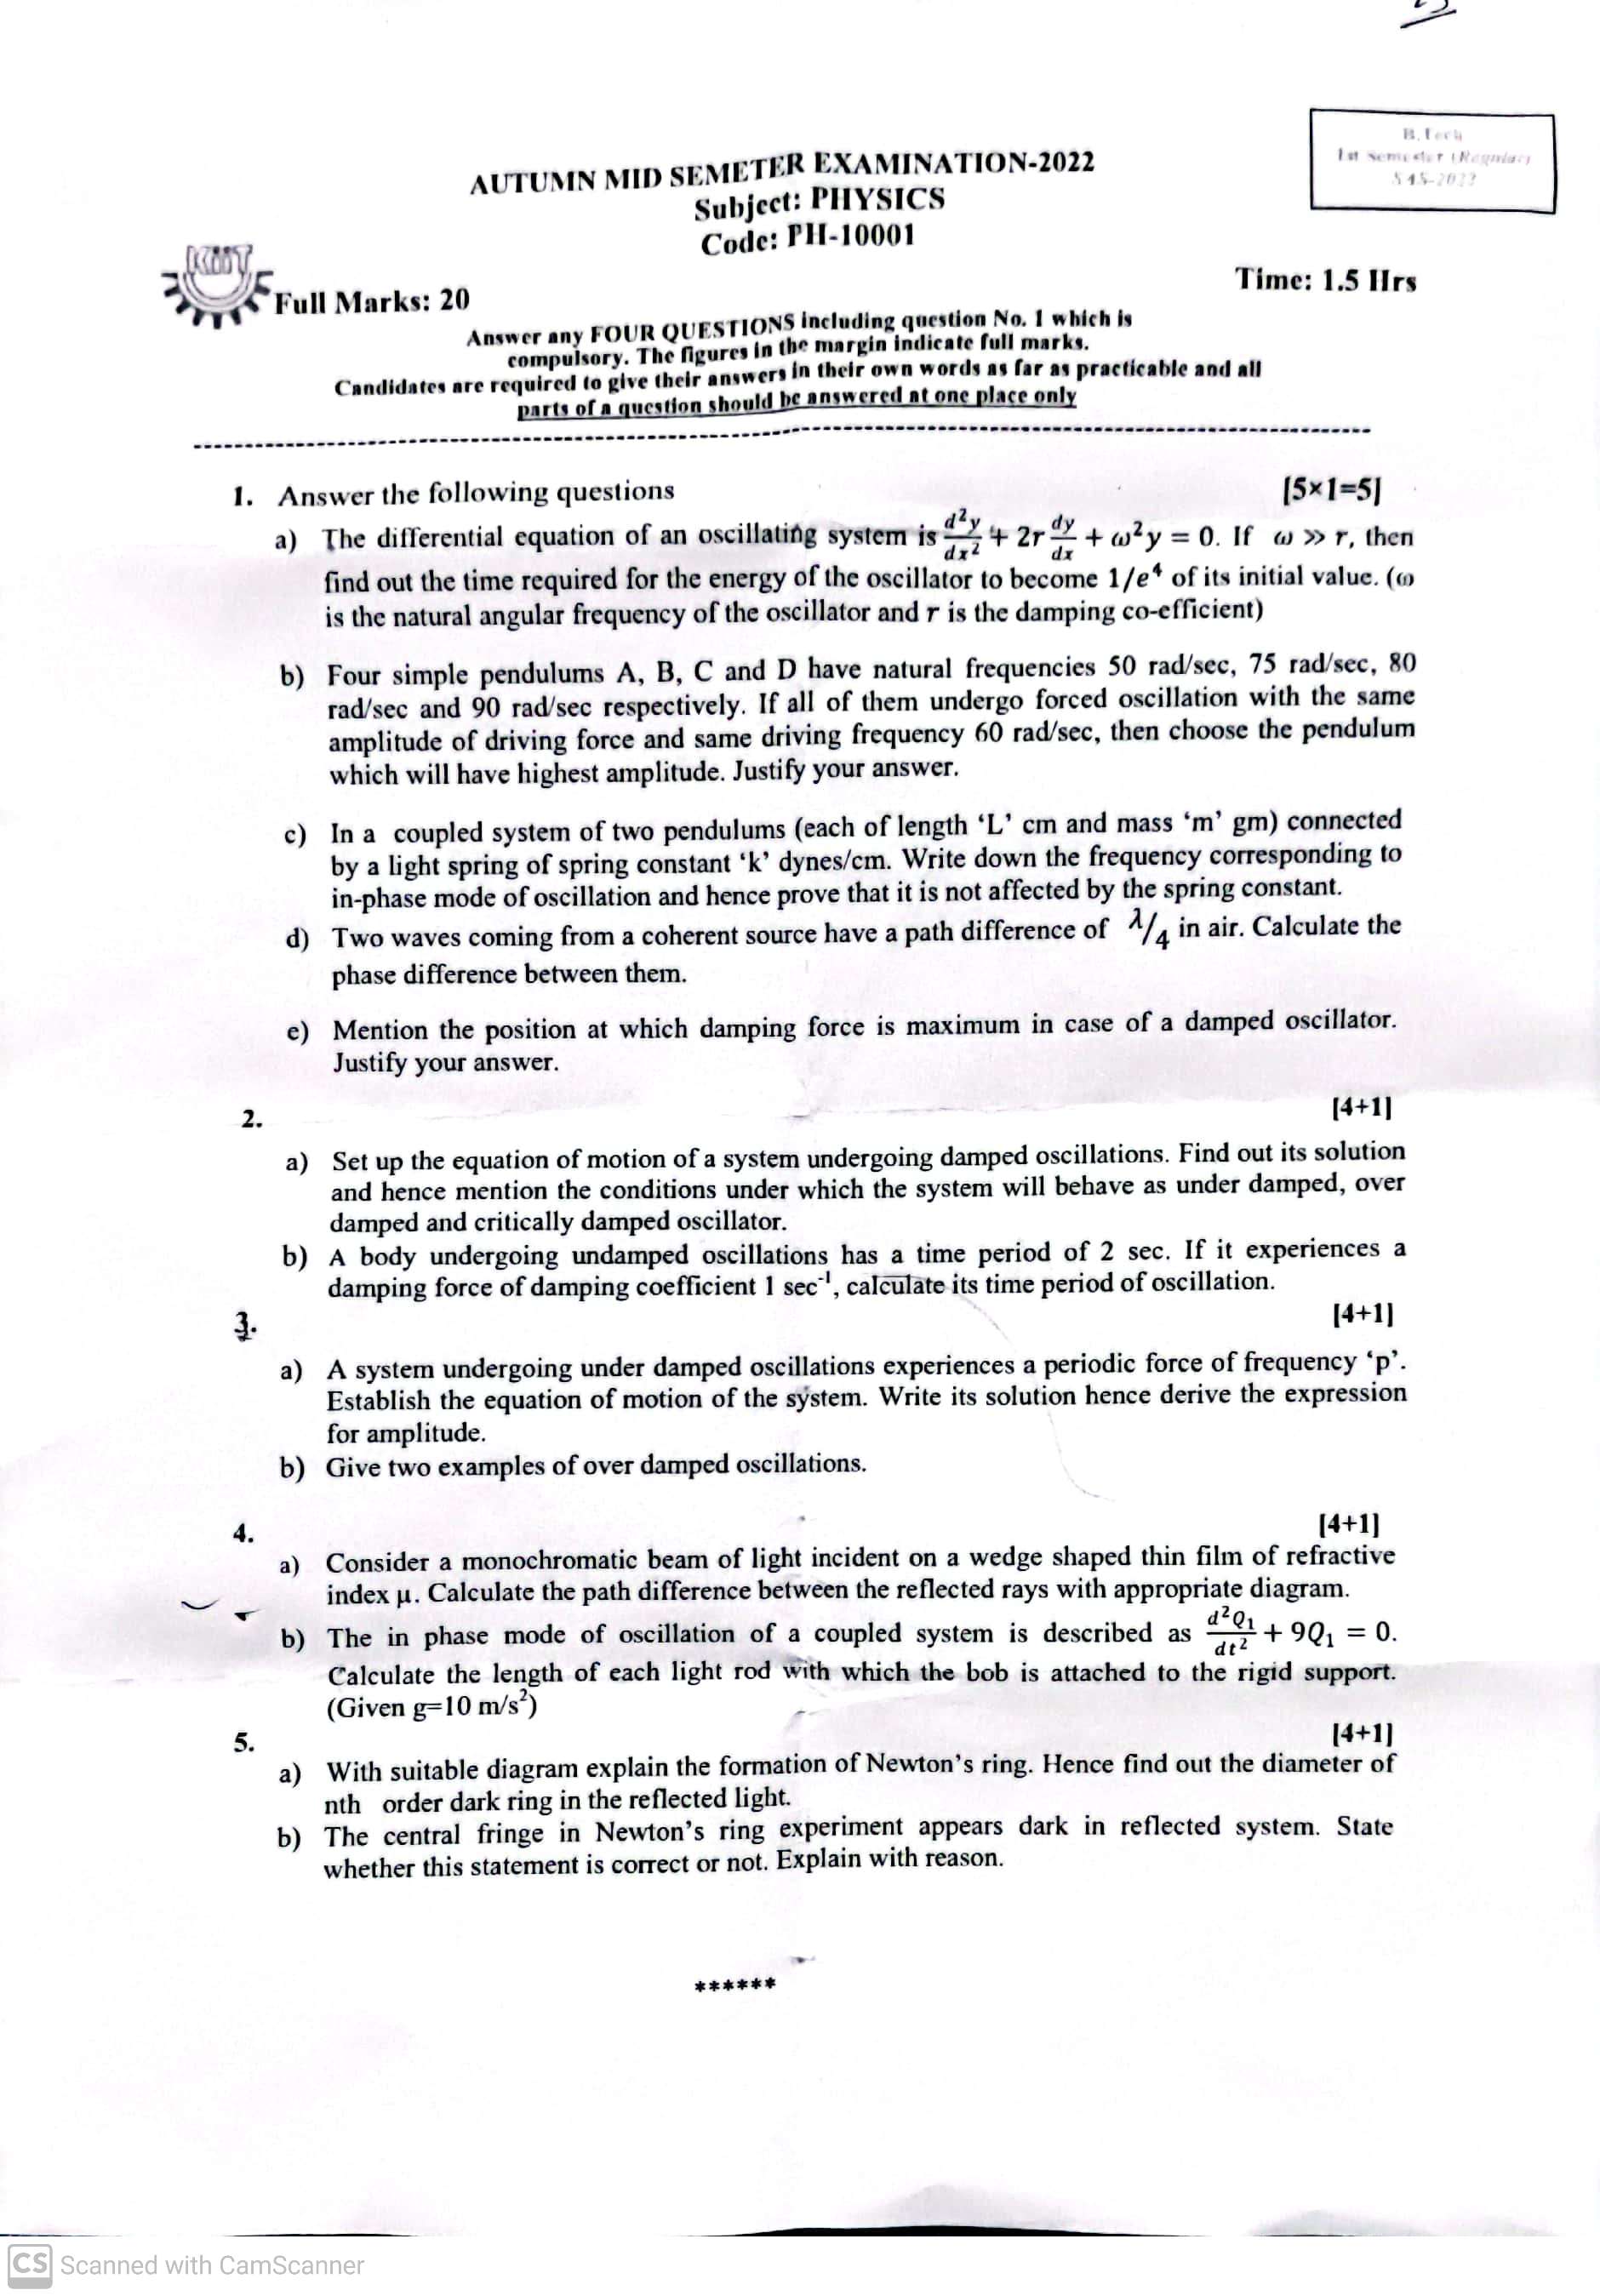 B.Tech
1st Semester (Regular)
AUTUMN MID SEMETER EXAMINATION-2022
Subject: PHYSICS
Code: PH-10001
KIIT
Time: 1.5 Hrs
Full Marks: 20
Answer any FOUR QUESTIONS including question No. 1 which is
compulsory. The figures in the margin indicate full marks.
Candidates are required to give their answers in their own words as far as practicable and all
parts of a question should be answered at one place only
1. Answer the following questions [5×1=5]
a) The differential equation of an oscillating system is d²y/dx² + 2r dy/dx + ω²y = 0. If ω ≫ r, then
find out the time required for the energy of the oscillator to become 1/e⁴ of its initial value. (ω
is the natural angular frequency of the oscillator and r is the damping co-efficient)
b) Four simple pendulums A, B, C and D have natural frequencies 50 rad/sec, 75 rad/sec, 80
rad/sec and 90 rad/sec respectively. If all of them undergo forced oscillation with the same
amplitude of driving force and same driving frequency 60 rad/sec, then choose the pendulum
which will have highest amplitude. Justify your answer.
c) In a coupled system of two pendulums (each of length ‘L’ cm and mass ‘m’ gm) connected
by a light spring of spring constant ‘k’ dynes/cm. Write down the frequency corresponding to
in-phase mode of oscillation and hence prove that it is not affected by the spring constant.
d) Two waves coming from a coherent source have a path difference of λ/4 in air. Calculate the
phase difference between them.
e) Mention the position at which damping force is maximum in case of a damped oscillator.
Justify your answer.
2. [4+1]
a) Set up the equation of motion of a system undergoing damped oscillations. Find out its solution
and hence mention the conditions under which the system will behave as under damped, over
damped and critically damped oscillator.
b) A body undergoing undamped oscillations has a time period of 2 sec. If it experiences a
damping force of damping coefficient 1 sec⁻¹, calculate its time period of oscillation.
3. [4+1]
a) A system undergoing under damped oscillations experiences a periodic force of frequency ‘p’.
Establish the equation of motion of the system. Write its solution hence derive the expression
for amplitude.
b) Give two examples of over damped oscillations.
4. [4+1]
a) Consider a monochromatic beam of light incident on a wedge shaped thin film of refractive
index μ. Calculate the path difference between the reflected rays with appropriate diagram.
b) The in phase mode of oscillation of a coupled system is described as d²Q₁/dt² + 9Q₁ = 0.
Calculate the length of each light rod with which the bob is attached to the rigid support.
(Given g=10 m/s²)
5. [4+1]
a) With suitable diagram explain the formation of Newton’s ring. Hence find out the diameter of
nth order dark ring in the reflected light.
b) The central fringe in Newton’s ring experiment appears dark in reflected system. State
whether this statement is correct or not. Explain with reason.
******
CS Scanned with CamScanner